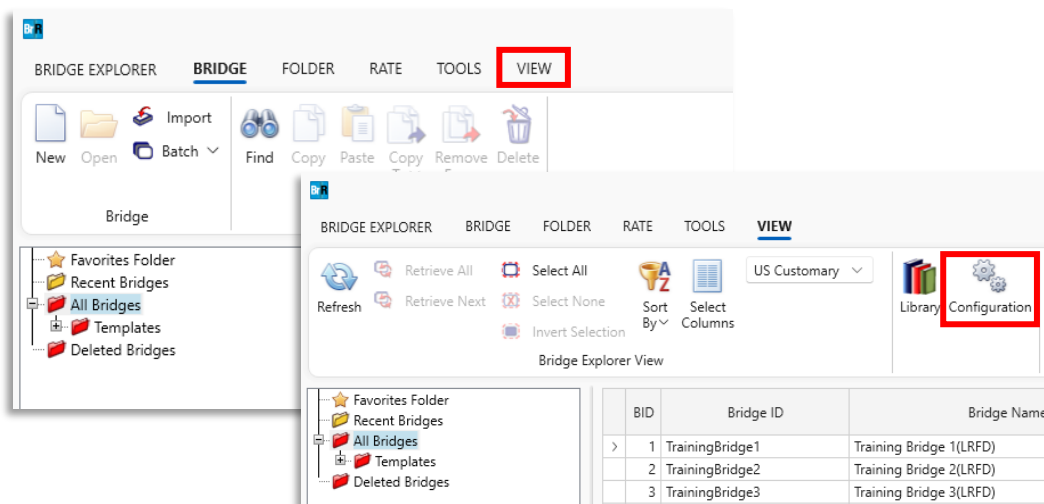 BrR
BRIDGE EXPLORER BRIDGE FOLDER RATE TOOLS VIEW
Import
Batch
New Open Find Copy Paste Copy Remove Delete
Bridge
Favorites Folder
Recent Bridges
All Bridges
Templates
Deleted Bridges
BrR
BRIDGE EXPLORER BRIDGE FOLDER RATE TOOLS VIEW
Retrieve All Select All US Customary
Retrieve Next Select None
Refresh Sort By Select Columns Library Configuration
Invert Selection
Bridge Explorer View
Favorites Folder
Recent Bridges
All Bridges
Templates
Deleted Bridges
BID Bridge ID Bridge Name
1 TrainingBridge1 Training Bridge 1(LRFD)
2 TrainingBridge2 Training Bridge 2(LRFD)
3 TrainingBridge3 Training Bridge 3(LRFD)